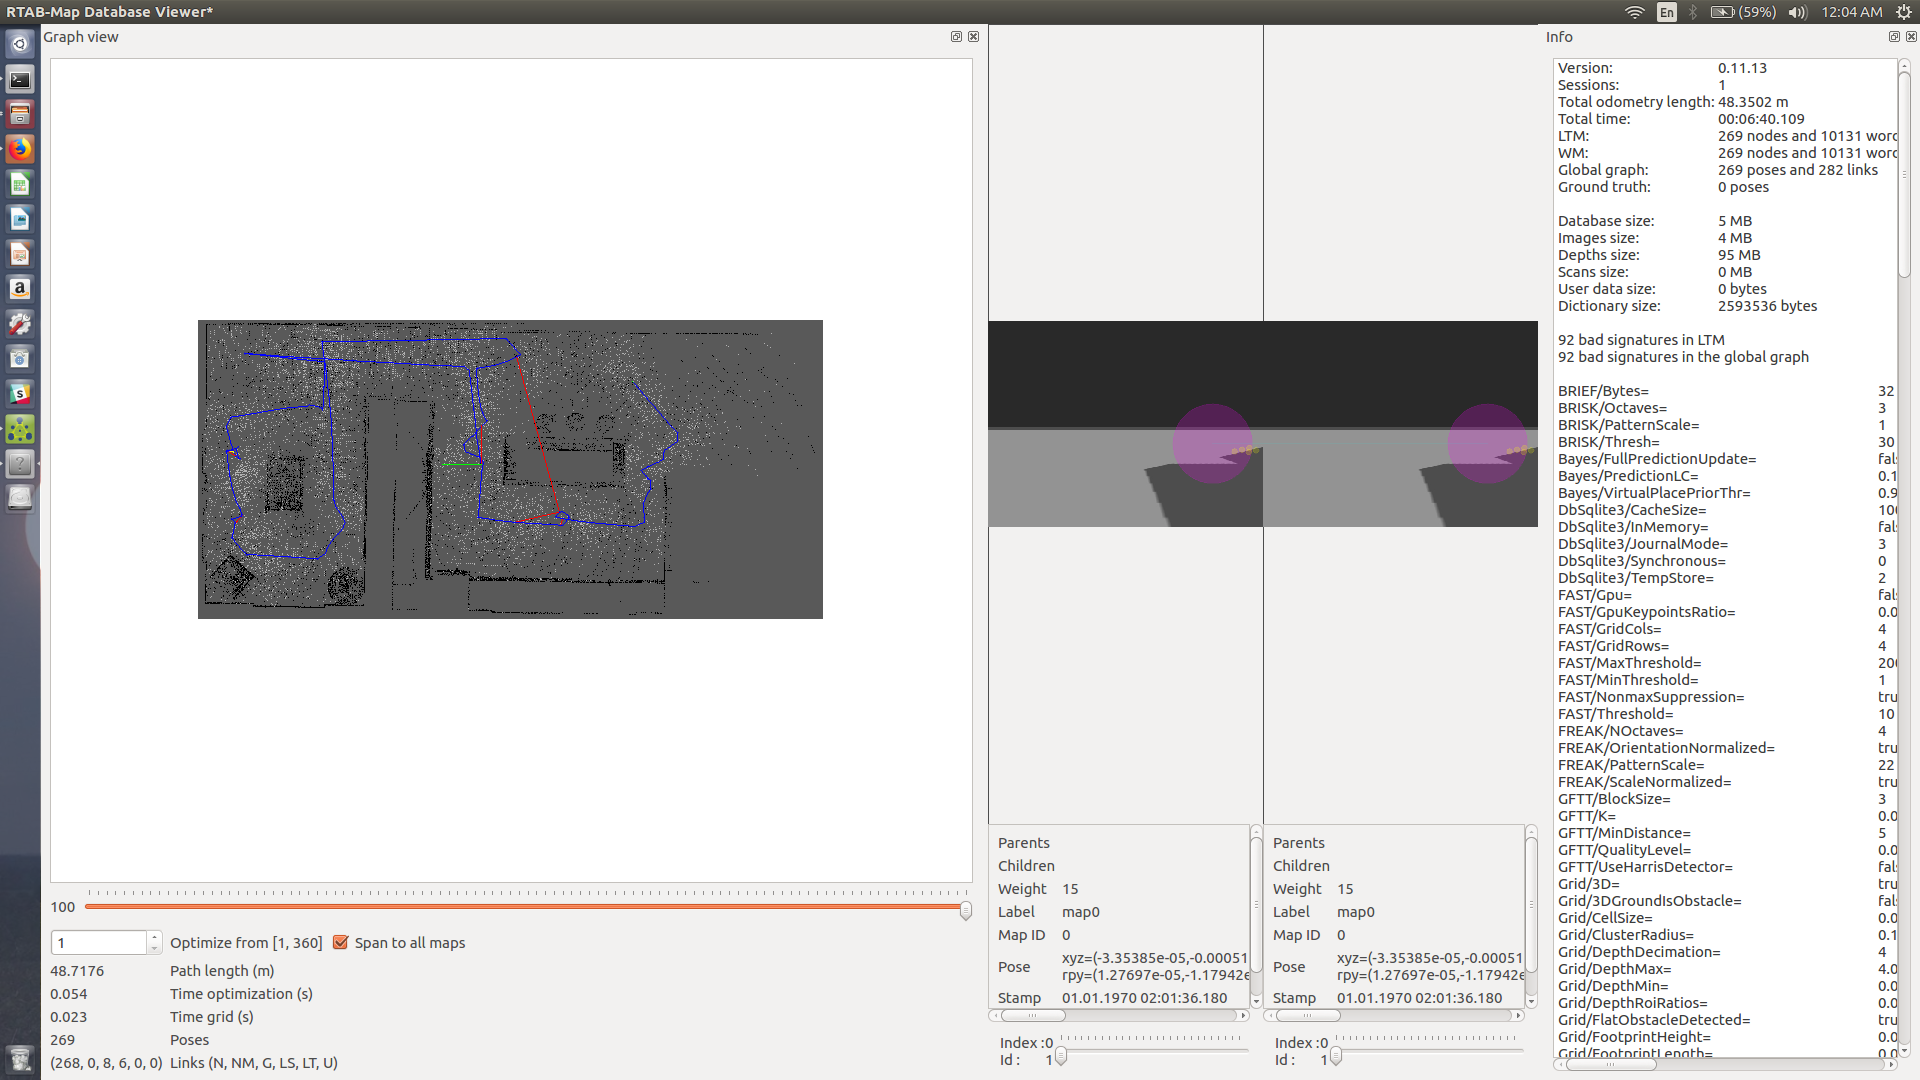 RTAB-Map Database Viewer*
En
(59%)
12:04 AM
Graph view
100
1
Optimize from [1, 360]
Span to all maps
48.7176 Path length (m)
0.054 Time optimization (s)
0.023 Time grid (s)
269 Poses
(268, 0, 8, 6, 0, 0) Links (N, NM, G, LS, LT, U)
Parents
Children
Weight 15
Label map0
Map ID 0
Pose xyz=(-3.35385e-05,-0.00051
rpy=(1.27697e-05,-1.17942e
Stamp 01.01.1970 02:01:36.180
Index :0
Id : 1
Parents
Children
Weight 15
Label map0
Map ID 0
Pose xyz=(-3.35385e-05,-0.00051
rpy=(1.27697e-05,-1.17942e
Stamp 01.01.1970 02:01:36.180
Index :0
Id : 1
Info
Version: 0.11.13
Sessions: 1
Total odometry length: 48.3502 m
Total time: 00:06:40.109
LTM: 269 nodes and 10131 worc
WM: 269 nodes and 10131 worc
Global graph: 269 poses and 282 links
Ground truth: 0 poses
Database size: 5 MB
Images size: 4 MB
Depths size: 95 MB
Scans size: 0 MB
User data size: 0 bytes
Dictionary size: 2593536 bytes
92 bad signatures in LTM
92 bad signatures in the global graph
BRIEF/Bytes= 32
BRISK/Octaves= 3
BRISK/PatternScale= 1
BRISK/Thresh= 30
Bayes/FullPredictionUpdate= fal
Bayes/PredictionLC= 0.1
Bayes/VirtualPlacePriorThr= 0.9
DbSqlite3/CacheSize= 100
DbSqlite3/InMemory= fal
DbSqlite3/JournalMode= 3
DbSqlite3/Synchronous= 0
DbSqlite3/TempStore= 2
FAST/Gpu= fal
FAST/GpuKeypointsRatio= 0.0
FAST/GridCols= 4
FAST/GridRows= 4
FAST/MaxThreshold= 200
FAST/MinThreshold= 1
FAST/NonmaxSuppression= tru
FAST/Threshold= 10
FREAK/NOctaves= 4
FREAK/OrientationNormalized= tru
FREAK/PatternScale= 22
FREAK/ScaleNormalized= tru
GFTT/BlockSize= 3
GFTT/K= 0.0
GFTT/MinDistance= 5
GFTT/QualityLevel= 0.0
GFTT/UseHarrisDetector= fal
Grid/3D= tru
Grid/3DGroundIsObstacle= fal
Grid/CellSize= 0.0
Grid/ClusterRadius= 0.1
Grid/DepthDecimation= 4
Grid/DepthMax= 4.0
Grid/DepthMin= 0.0
Grid/DepthRoiRatios= 0.0
Grid/FlatObstacleDetected= tru
Grid/FootprintHeight= 0.0
Grid/FootprintLength= 0.0